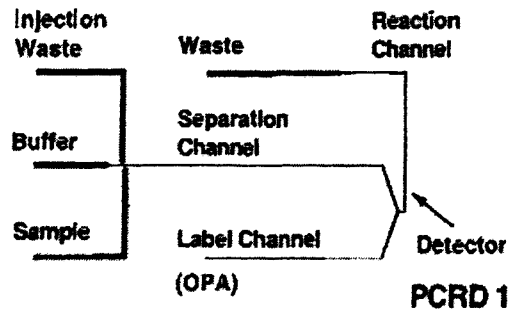 Injection
Waste
Waste
Reaction
Channel
Buffer
Separation
Channel
Sample
Label Channel
(OPA)
Detector
PCRD 1